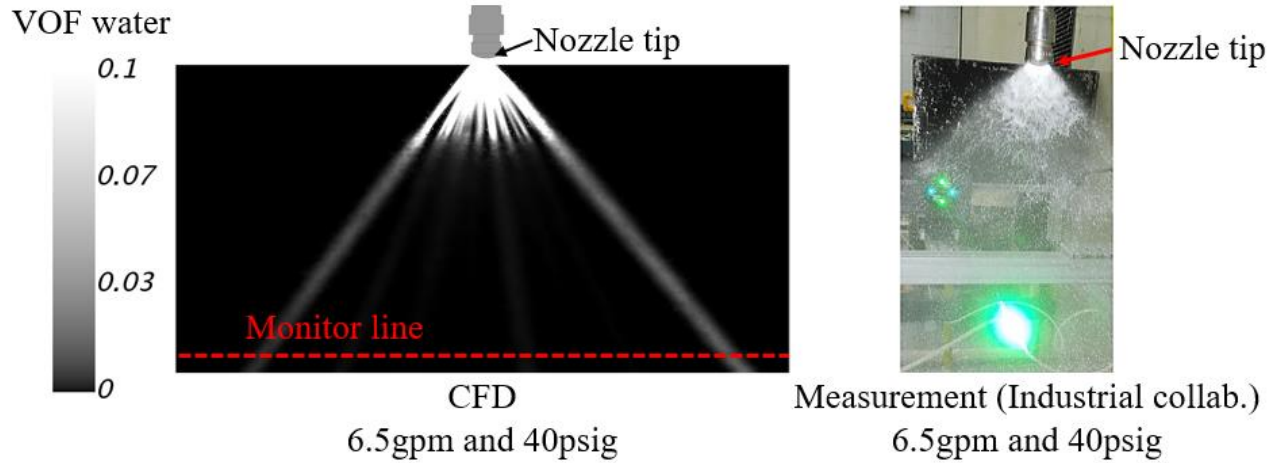 VOF water
0.1
0.07
0.03
0
Nozzle tip
Monitor line
CFD
6.5gpm and 40psig
Nozzle tip
Measurement (Industrial collab.)
6.5gpm and 40psig